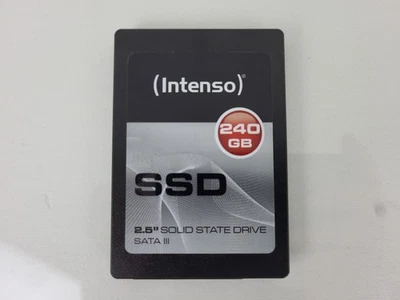 (Intenso)
240
GB
SSD
2.5" SOLID STATE DRIVE
SATA III